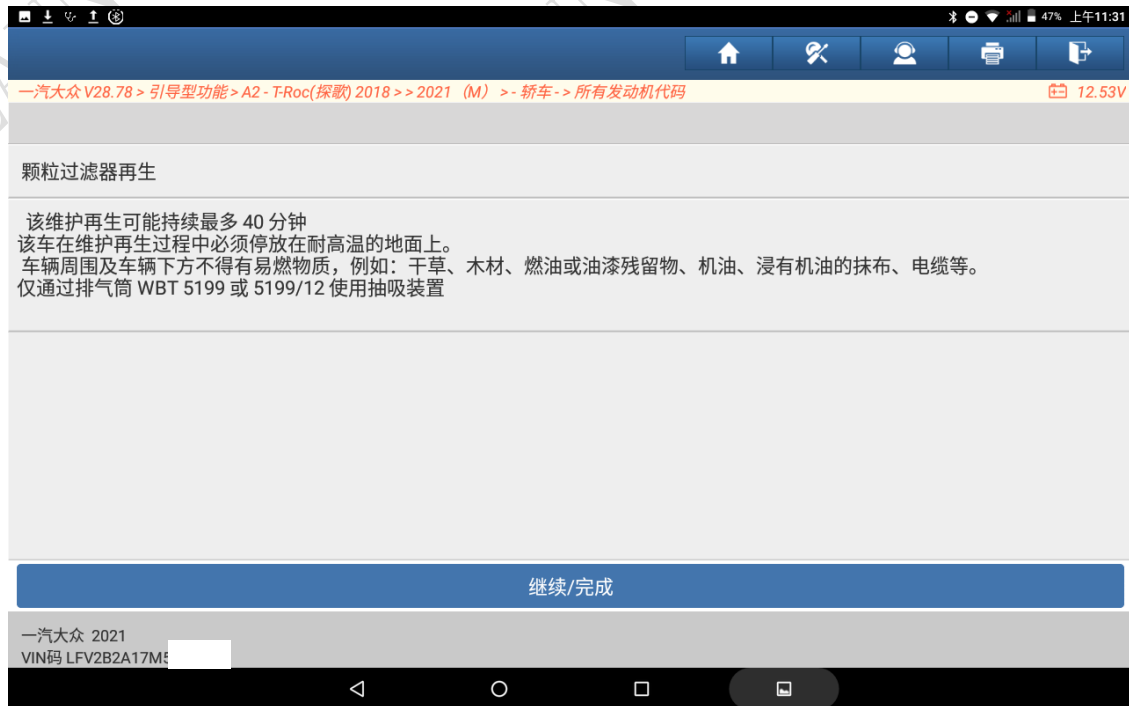 47% 上午11:31
一汽大众 V28.78 > 引导型功能 > A2 - T-Roc(探歌) 2018 > > 2021（M）> - 轿车 - > 所有发动机代码 12.53V
颗粒过滤器再生
该维护再生可能持续最多 40 分钟
该车在维护再生过程中必须停放在耐高温的地面上。
车辆周围及车辆下方不得有易燃物质，例如：干草、木材、燃油或油漆残留物、机油、浸有机油的抹布、电缆等。
仅通过排气筒 WBT 5199 或 5199/12 使用抽吸装置
继续/完成
一汽大众 2021
VIN码 LFV2B2A17M5